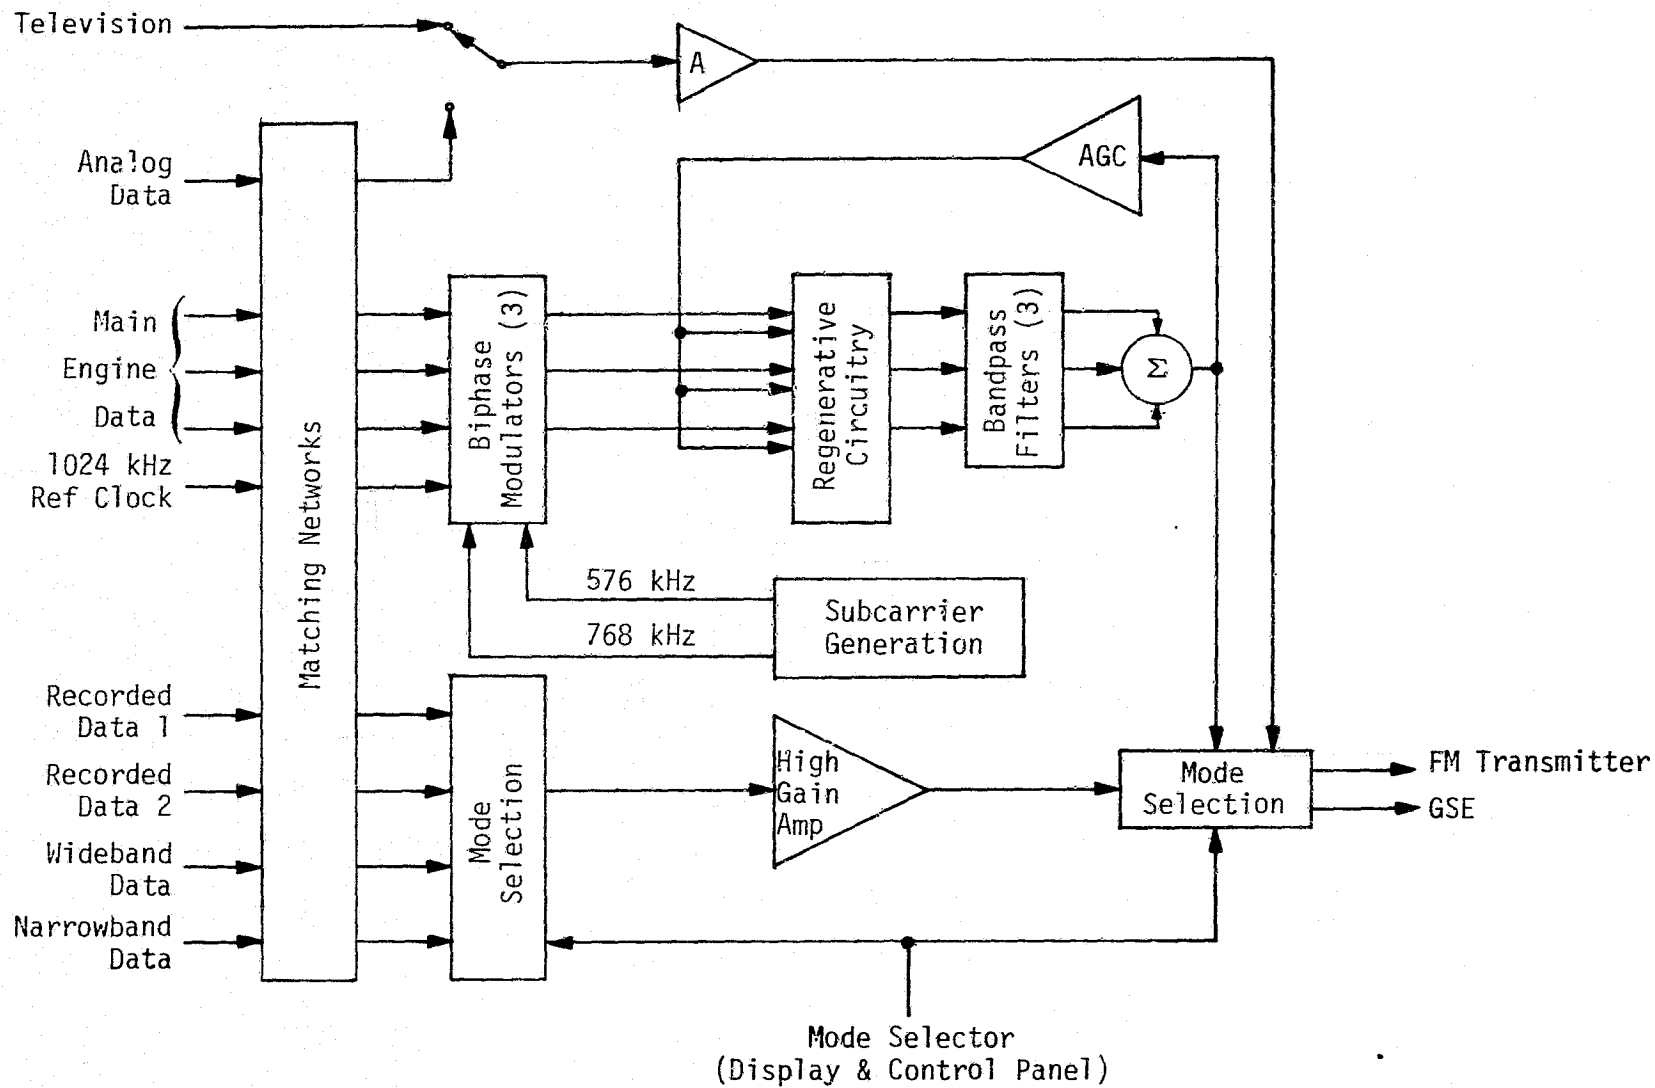 Television
A
Analog
Data
AGC
Main
Engine
Data
1024 kHz
Ref Clock
Matching Networks
Biphase
Modulators (3)
Regenerative
Circuitry
Bandpass
Filters (3)
Σ
576 kHz
768 kHz
Subcarrier
Generation
Recorded
Data 1
Recorded
Data 2
Wideband
Data
Narrowband
Data
Mode
Selection
High
Gain
Amp
Mode
Selection
FM Transmitter
GSE
Mode Selector
(Display & Control Panel)